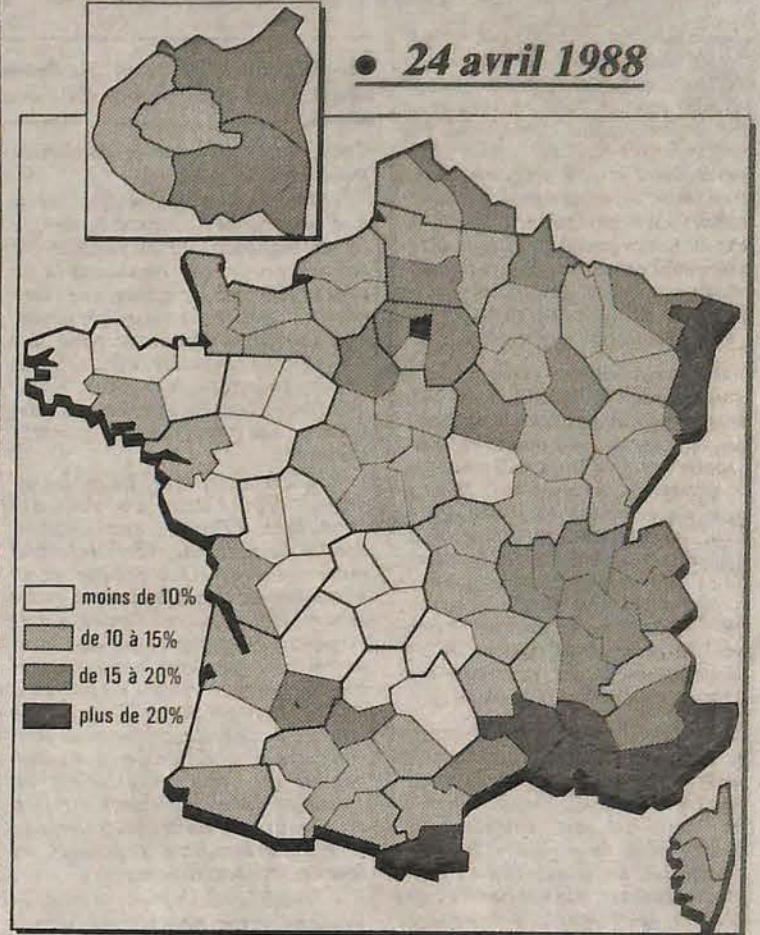 ● 24 avril 1988
moins de 10%
de 10 à 15%
de 15 à 20%
plus de 20%